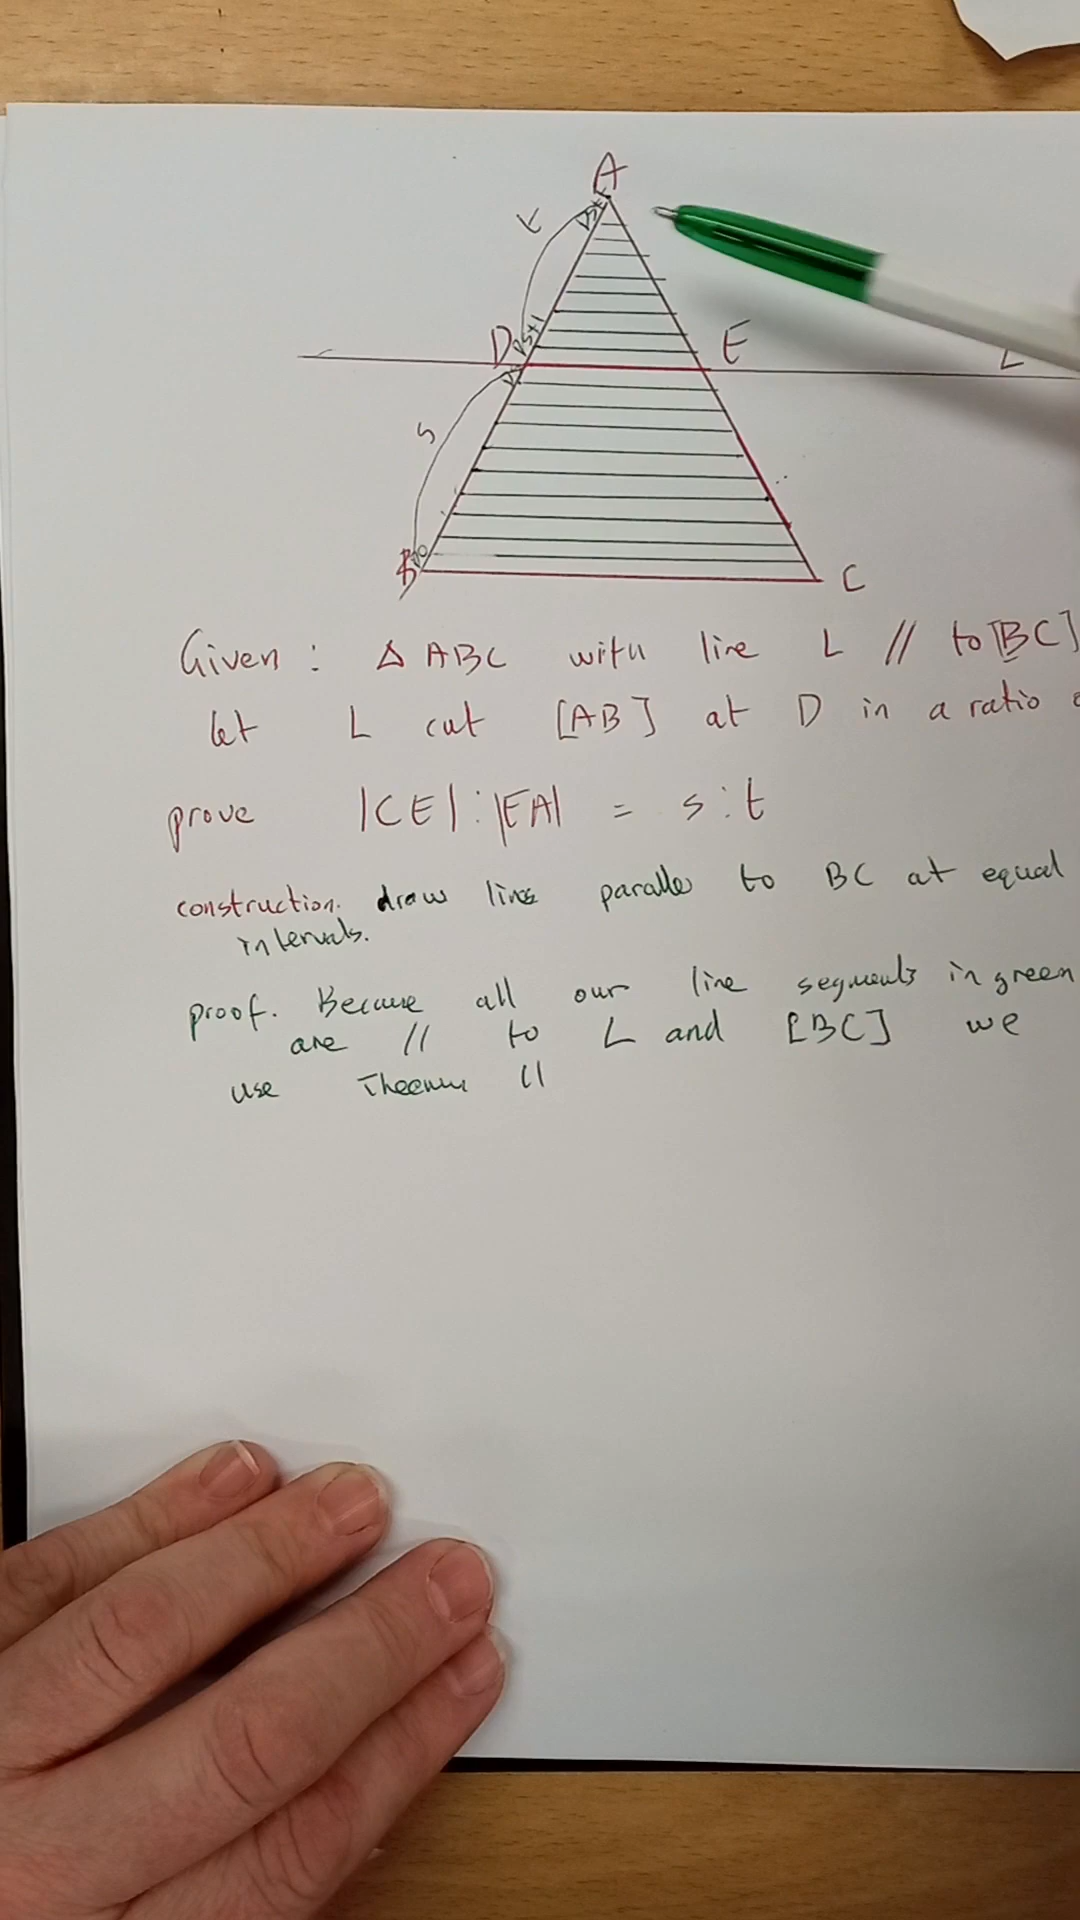 A
t
D
E
L
s
B
C
Given : Δ ABC with line L // to [BC]
let L cut [AB] at D in a ratio
prove |CE| : |EA| = s : t
construction. draw lines parallel to BC at equal
intervals.
proof. Because all our line segments in green
are // to L and [BC] we
use Theorem 11